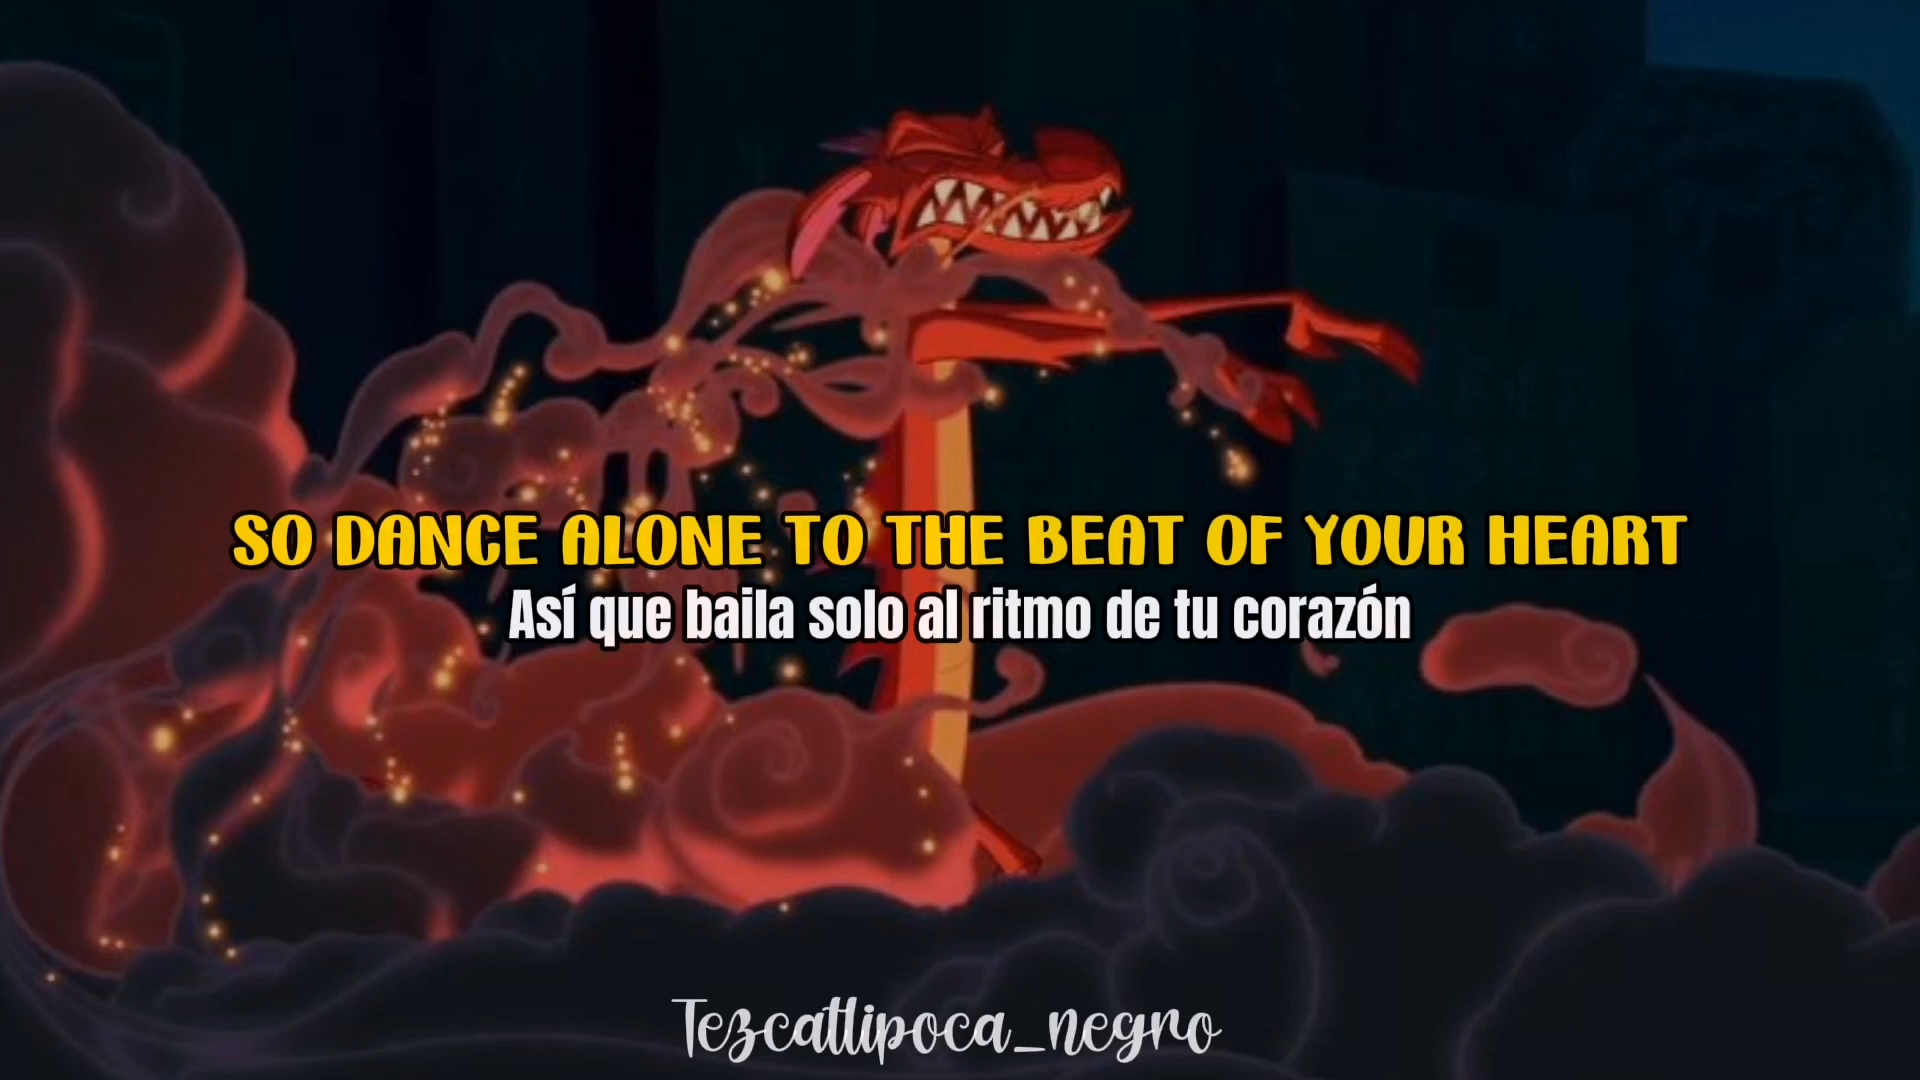 SO DANCE ALONE TO THE BEAT OF YOUR HEART
Así que baila solo al ritmo de tu corazón
Tezcatlipoca_negro